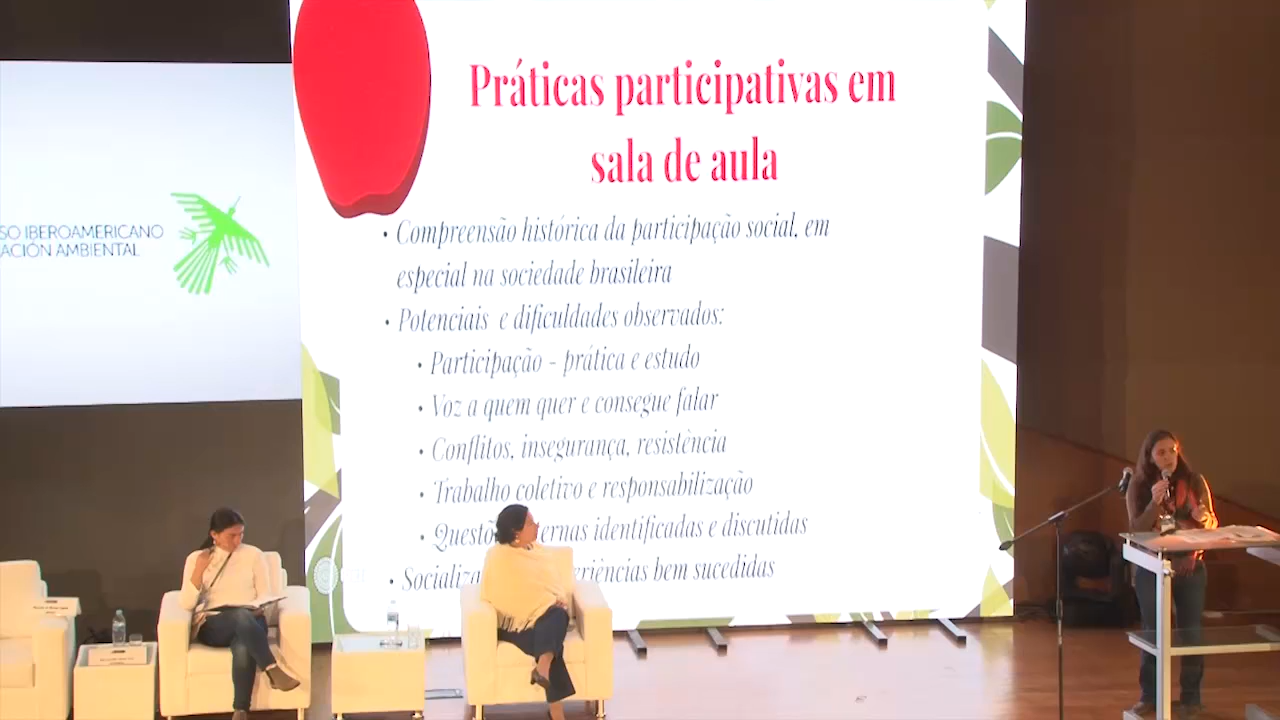 Práticas participativas em
sala de aula
• Compreensão histórica da participação social, em
especial na sociedade brasileira
• Potenciais e dificuldades observados:
• Participação - prática e estudo
• Voz a quem quer e consegue falar
• Conflitos, insegurança, resistência
• Trabalho coletivo e responsabilização
• Questõ ernas identificadas e discutidas
• Socializa eriências bem sucedidas
SO IBEROAMERICANO
ACIÓN AMBIENTAL